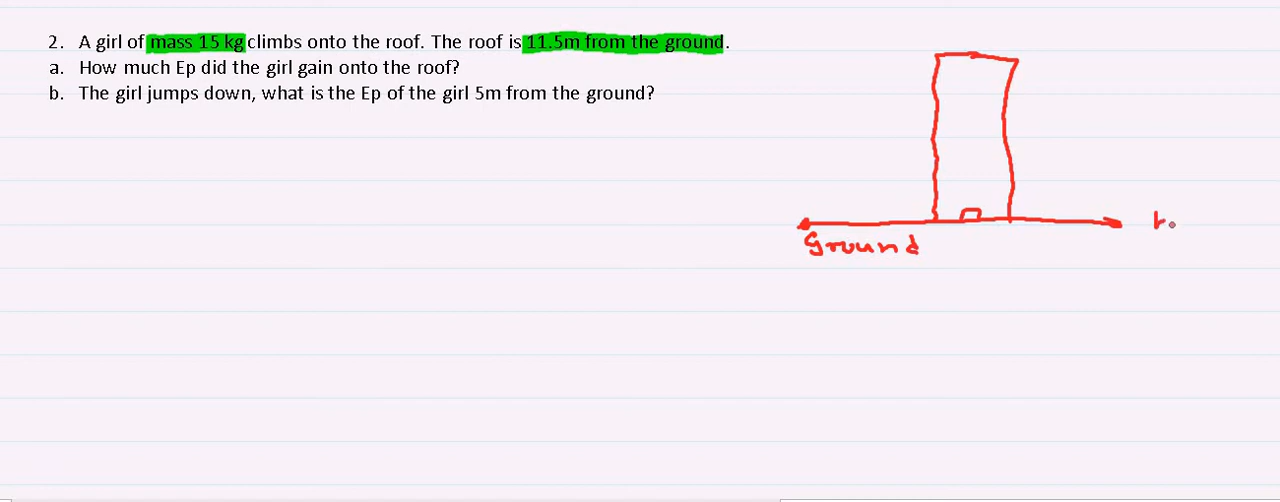 2. A girl of mass 15 kg climbs onto the roof. The roof is 11.5m from the ground.
a. How much Ep did the girl gain onto the roof?
b. The girl jumps down, what is the Ep of the girl 5m from the ground?
Ground